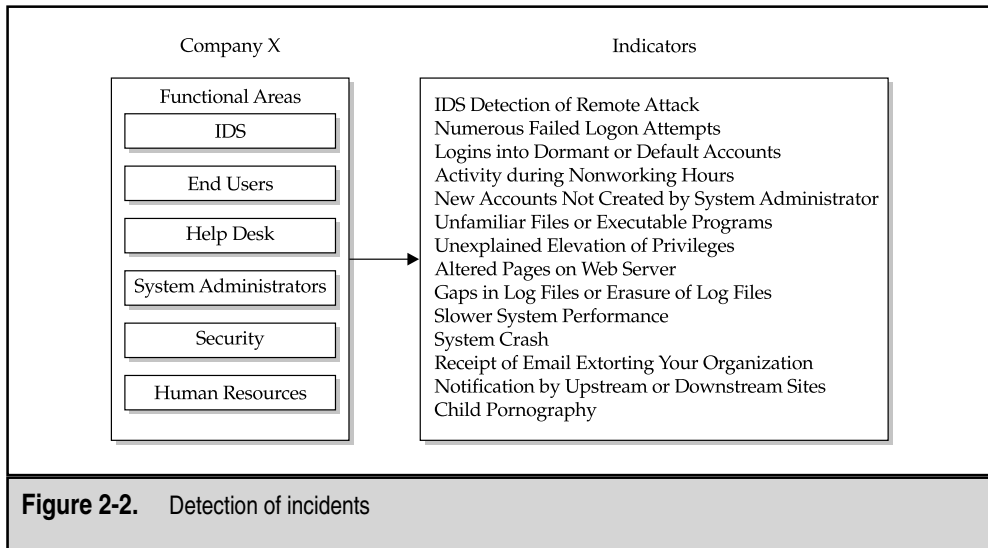 Company X
Functional Areas
IDS
End Users
Help Desk
System Administrators
Security
Human Resources
Indicators
IDS Detection of Remote Attack
Numerous Failed Logon Attempts
Logins into Dormant or Default Accounts
Activity during Nonworking Hours
New Accounts Not Created by System Administrator
Unfamiliar Files or Executable Programs
Unexplained Elevation of Privileges
Altered Pages on Web Server
Gaps in Log Files or Erasure of Log Files
Slower System Performance
System Crash
Receipt of Email Extorting Your Organization
Notification by Upstream or Downstream Sites
Child Pornography
Figure 2-2. Detection of incidents